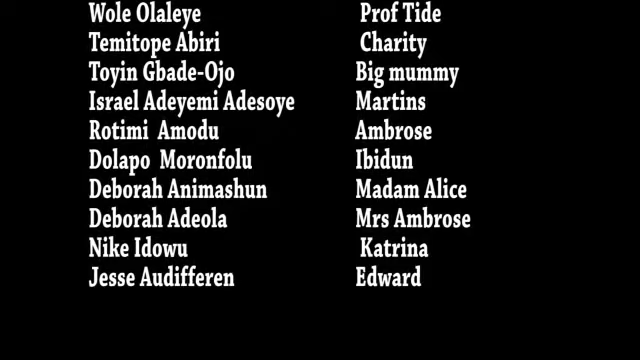 Wole Olaleye Prof Tide
Temitope Abiri Charity
Toyin Gbade-Ojo Big mummy
Israel Adeyemi Adesoye Martins
Rotimi Amodu Ambrose
Dolapo Moronfolu Ibidun
Deborah Animashun Madam Alice
Deborah Adeola Mrs Ambrose
Nike Idowu Katrina
Jesse Audifferen Edward